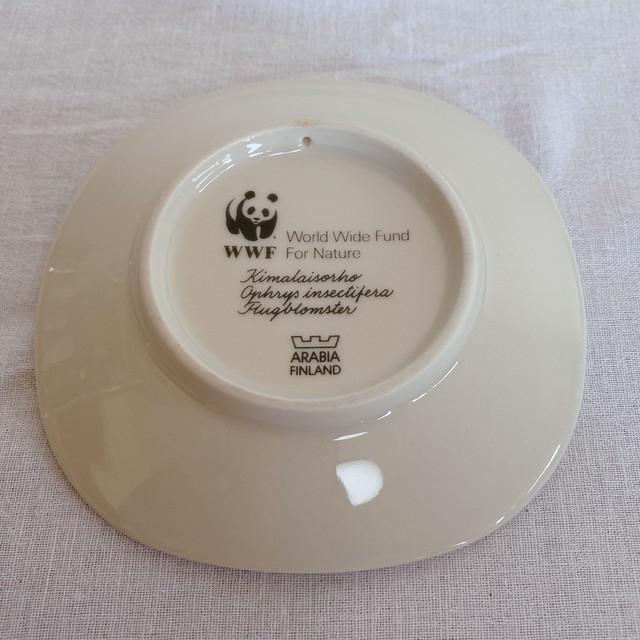 WWF
World Wide Fund
For Nature
Kimalaisorho
Ophrys insectifera
Flugblomster
ARABIA
FINLAND